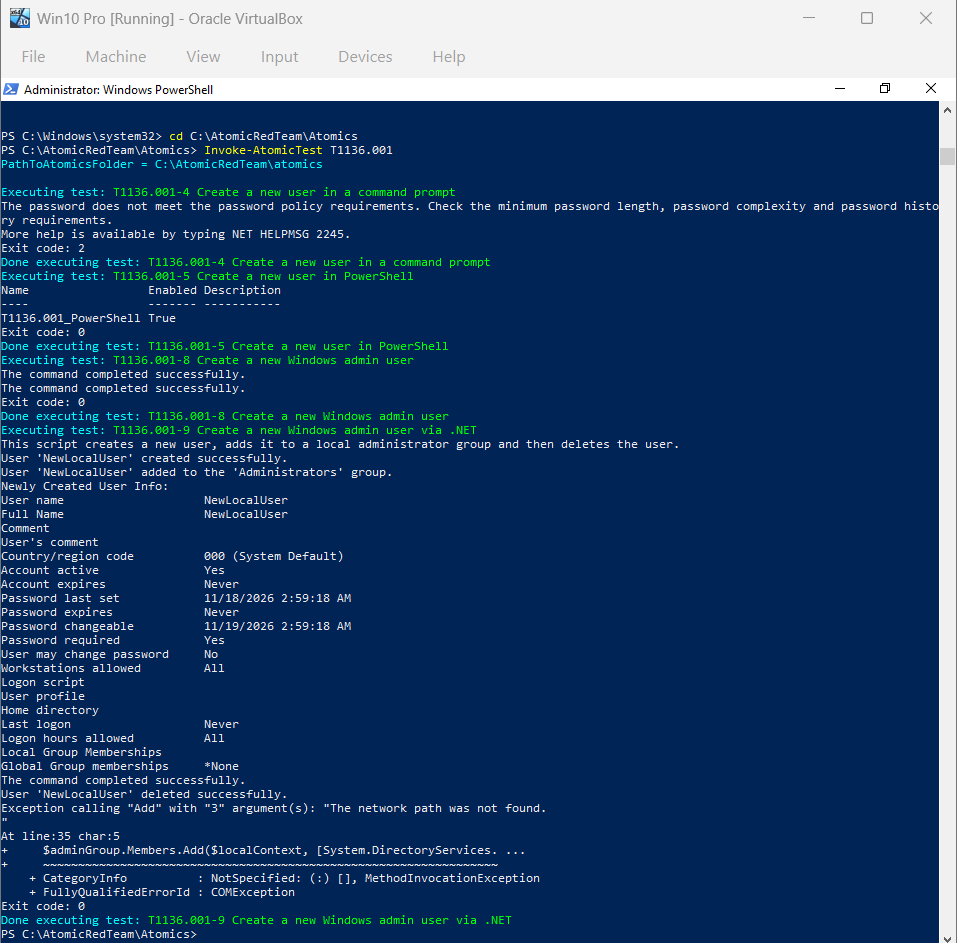 Win10 Pro [Running] - Oracle VirtualBox
File Machine View Input Devices Help
Administrator: Windows PowerShell
PS C:\Windows\system32> cd C:\AtomicRedTeam\Atomics
PS C:\AtomicRedTeam\Atomics> Invoke-AtomicTest T1136.001
PathToAtomicsFolder = C:\AtomicRedTeam\atomics
Executing test: T1136.001-4 Create a new user in a command prompt
The password does not meet the password policy requirements. Check the minimum password length, password complexity and password histo
ry requirements.
More help is available by typing NET HELPMSG 2245.
Exit code: 2
Done executing test: T1136.001-4 Create a new user in a command prompt
Executing test: T1136.001-5 Create a new user in PowerShell
Name                 Enabled Description
----                 ------- -----------
T1136.001_PowerShell True
Exit code: 0
Done executing test: T1136.001-5 Create a new user in PowerShell
Executing test: T1136.001-8 Create a new Windows admin user
The command completed successfully.
The command completed successfully.
Exit code: 0
Done executing test: T1136.001-8 Create a new Windows admin user
Executing test: T1136.001-9 Create a new Windows admin user via .NET
This script creates a new user, adds it to a local administrator group and then deletes the user.
User 'NewLocalUser' created successfully.
User 'NewLocalUser' added to the 'Administrators' group.
Newly Created User Info:
User name                    NewLocalUser
Full Name                    NewLocalUser
Comment
User's comment
Country/region code          000 (System Default)
Account active               Yes
Account expires              Never
Password last set            11/18/2026 2:59:18 AM
Password expires             Never
Password changeable          11/19/2026 2:59:18 AM
Password required            Yes
User may change password     No
Workstations allowed         All
Logon script
User profile
Home directory
Last logon                   Never
Logon hours allowed          All
Local Group Memberships
Global Group memberships     *None
The command completed successfully.
User 'NewLocalUser' deleted successfully.
Exception calling "Add" with "3" argument(s): "The network path was not found.
"
At line:35 char:5
+     $adminGroup.Members.Add($localContext, [System.DirectoryServices. ...
+     ~~~~~~~~~~~~~~~~~~~~~~~~~~~~~~~~~~~~~~~~~~~~~~~~~~~~~~~~~~~~~~~~~
    + CategoryInfo          : NotSpecified: (:) [], MethodInvocationException
    + FullyQualifiedErrorId : COMException
Exit code: 0
Done executing test: T1136.001-9 Create a new Windows admin user via .NET
PS C:\AtomicRedTeam\Atomics>